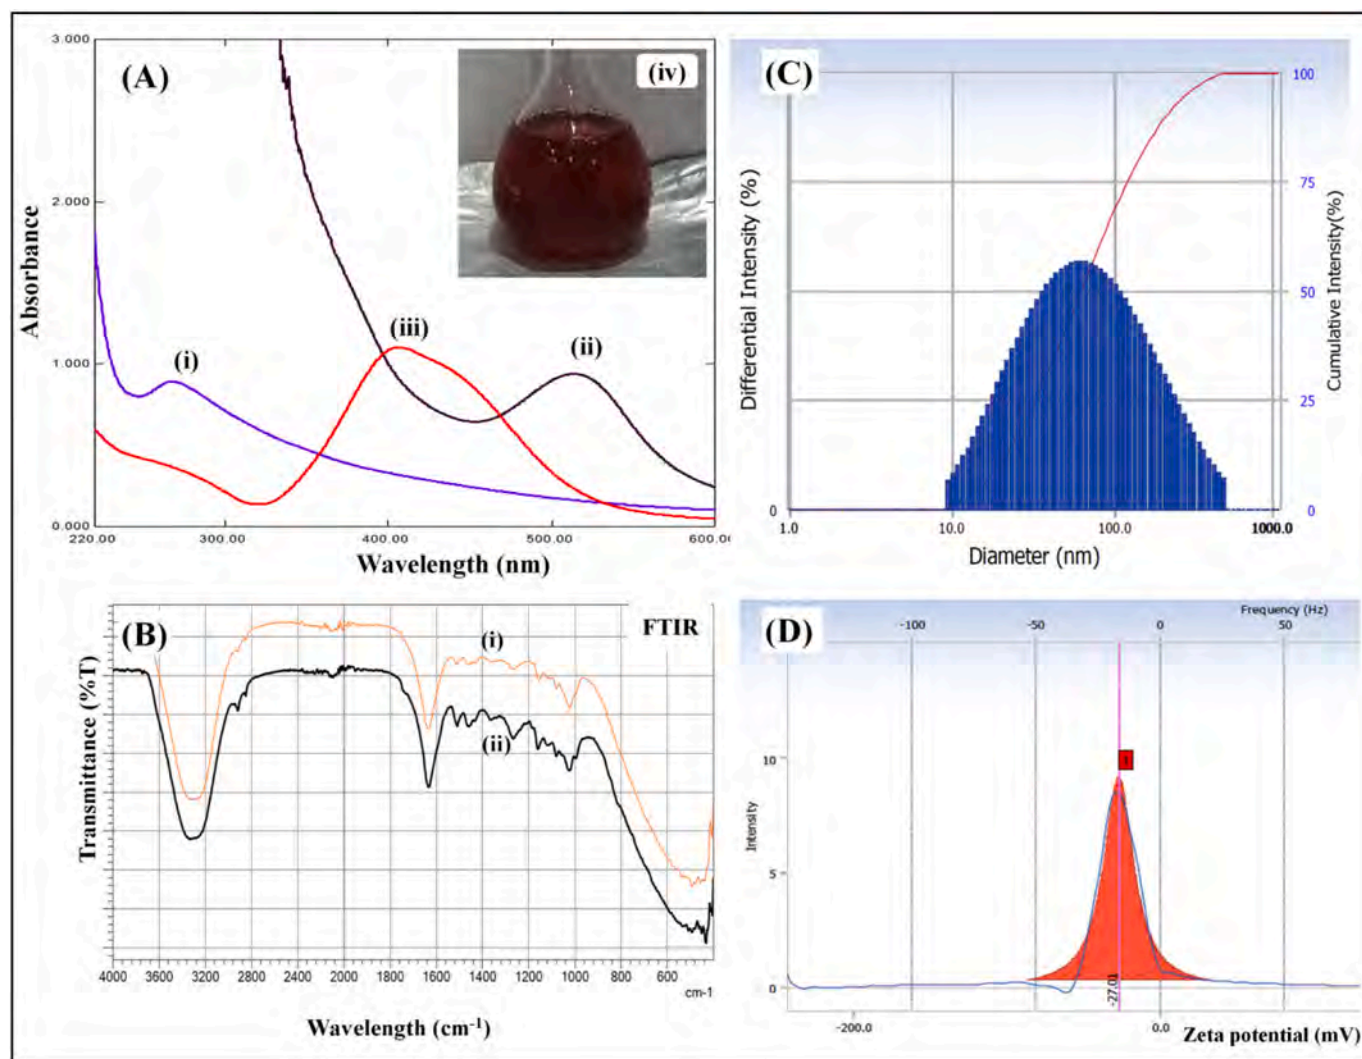 (A)
3.000
2.000
1.000
0.000
Absorbance
(i)
(iii)
(ii)
(iv)
220.00
300.00
400.00
500.00
600.0
Wavelength (nm)
(C)
Differential Intensity (%)
0
100
75
50
25
0
Cumulative Intensity(%)
1.0
10.0
100.0
1000.0
Diameter (nm)
(B)
FTIR
(i)
(ii)
Transmittance (%T)
4000 3600 3200 2800 2400 2000 1600 1400 1200 1000 800 600
cm-1
Wavelength (cm⁻¹)
(D)
Frequency (Hz)
-100
-50
0
50
Intensity
10
5
0
-27.01
-200.0
0.0
Zeta potential (mV)